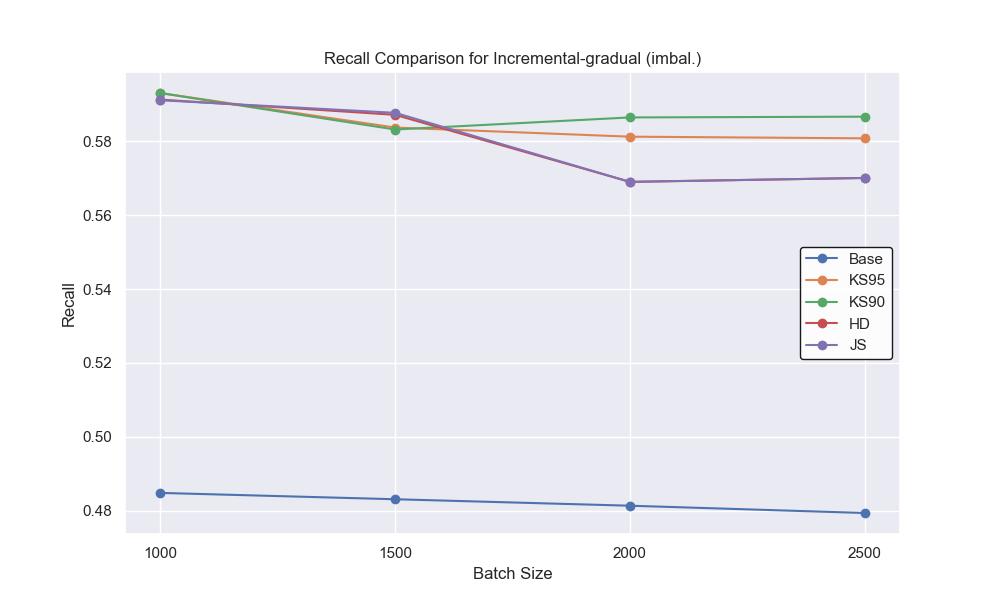 Recall Comparison for Incremental-gradual (imbal.)
Recall
0.58
0.56
0.54
0.52
0.50
0.48
Base
KS95
KS90
HD
JS
1000 1500 2000 2500
Batch Size